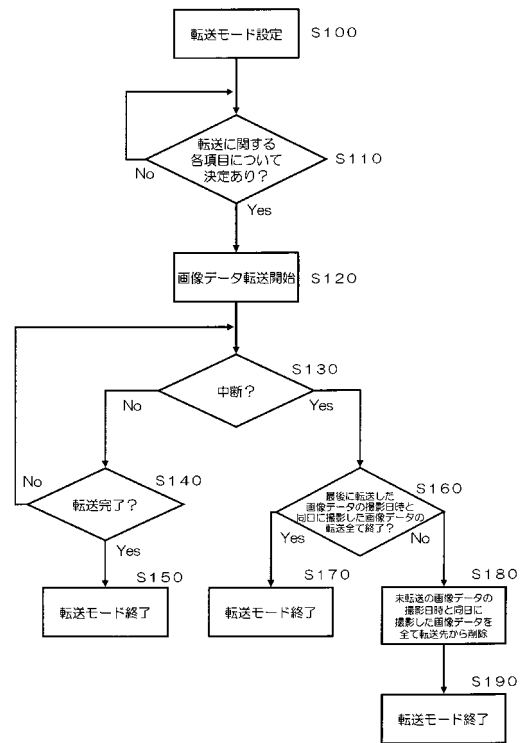 転送モード設定
S100
転送に関する
各項目について
決定あり？
S110
No
Yes
画像データ転送開始
S120
S130
中断？
No
Yes
No
S140
転送完了？
Yes
S160
最後に転送した
画像データの撮影日時と
同日に撮影した画像データの
転送全て終了？
Yes
No
S150
転送モード終了
S170
転送モード終了
S180
未転送の画像データの
撮影日時と同日に
撮影した画像データを
全て転送先から削除
S190
転送モード終了